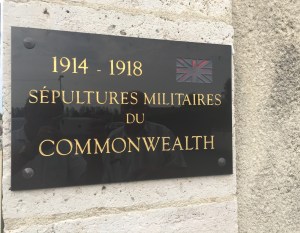 1914 - 1918
SÉPULTURES MILITAIRES
DU
COMMONWEALTH